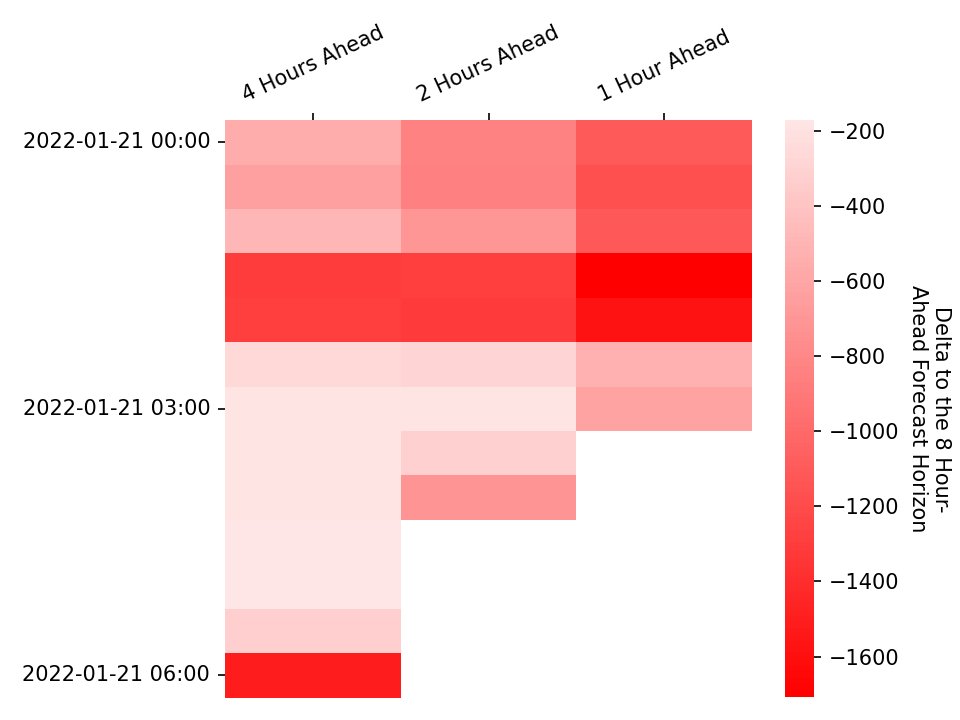 4 Hours Ahead
2 Hours Ahead
1 Hour Ahead
2022-01-21 00:00
2022-01-21 03:00
2022-01-21 06:00
−200
−400
−600
−800
−1000
−1200
−1400
−1600
Delta to the 8 Hour-
Ahead Forecast Horizon